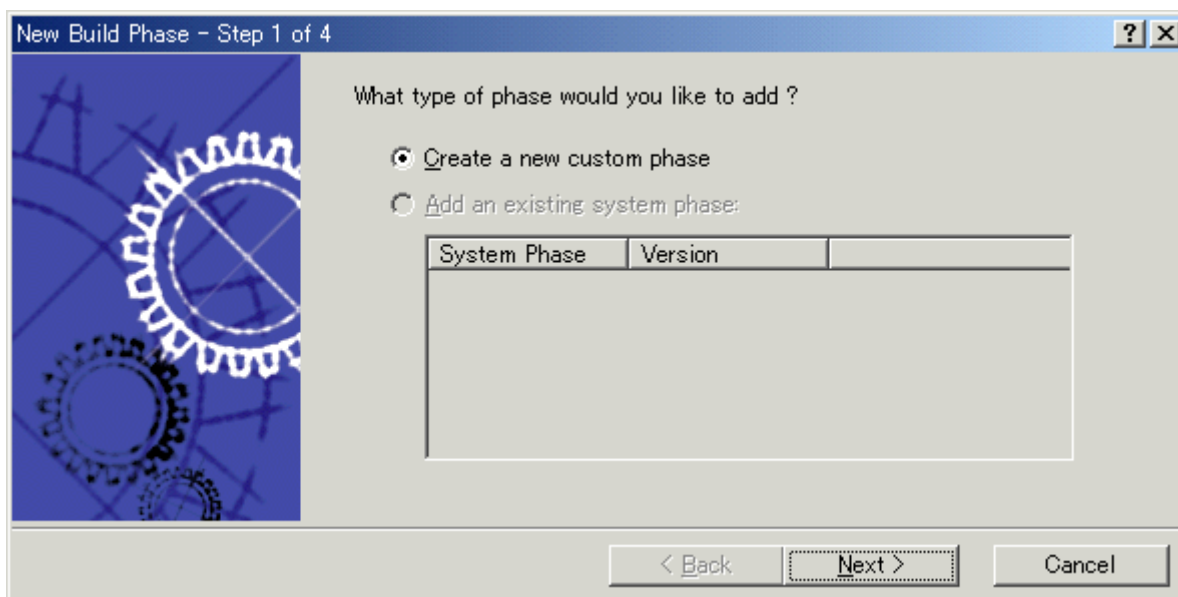 New Build Phase - Step 1 of 4
What type of phase would you like to add ?
Create a new custom phase
Add an existing system phase:
System Phase Version
< Back Next > Cancel